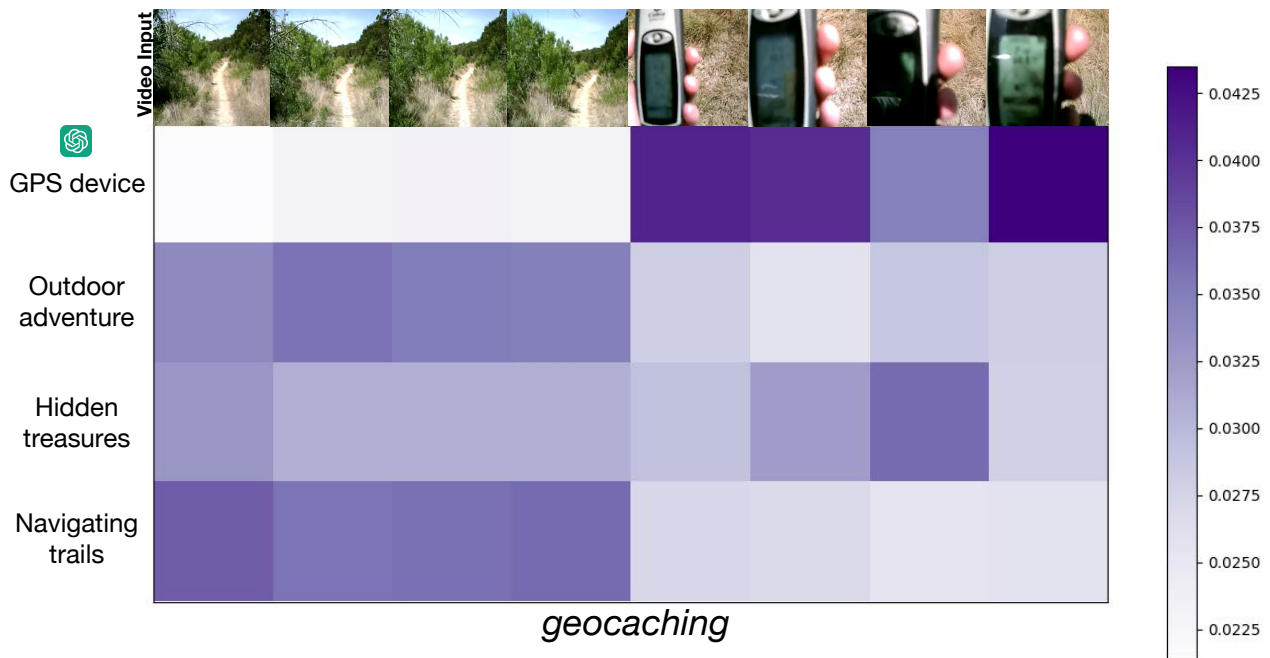 Video Input
GPS device
Outdoor
adventure
Hidden
treasures
Navigating
trails
geocaching
0.0425
0.0400
0.0375
0.0350
0.0325
0.0300
0.0275
0.0250
0.0225